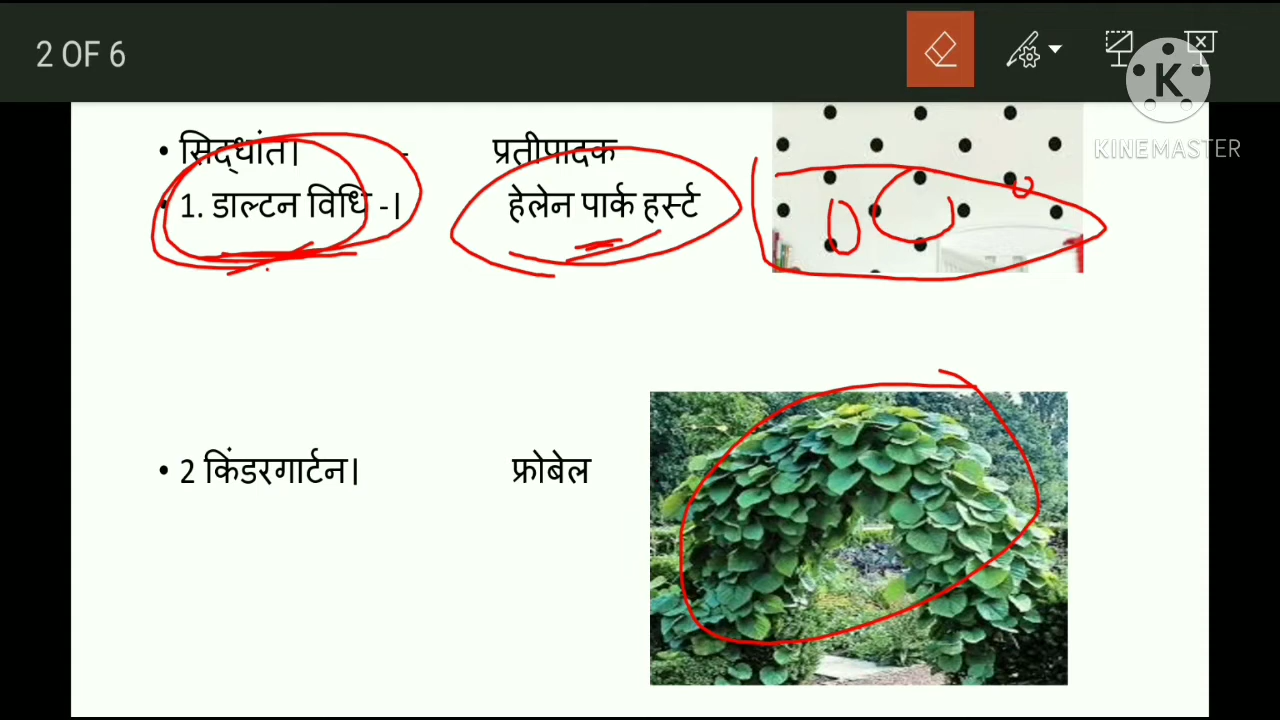 2 OF 6
K
KINEMASTER
• सिद्धांत। - प्रतीपादक
• 1. डाल्टन विधि -। हेलेन पार्क हर्स्ट
• 2 किंडरगार्टन। फ्रोबेल